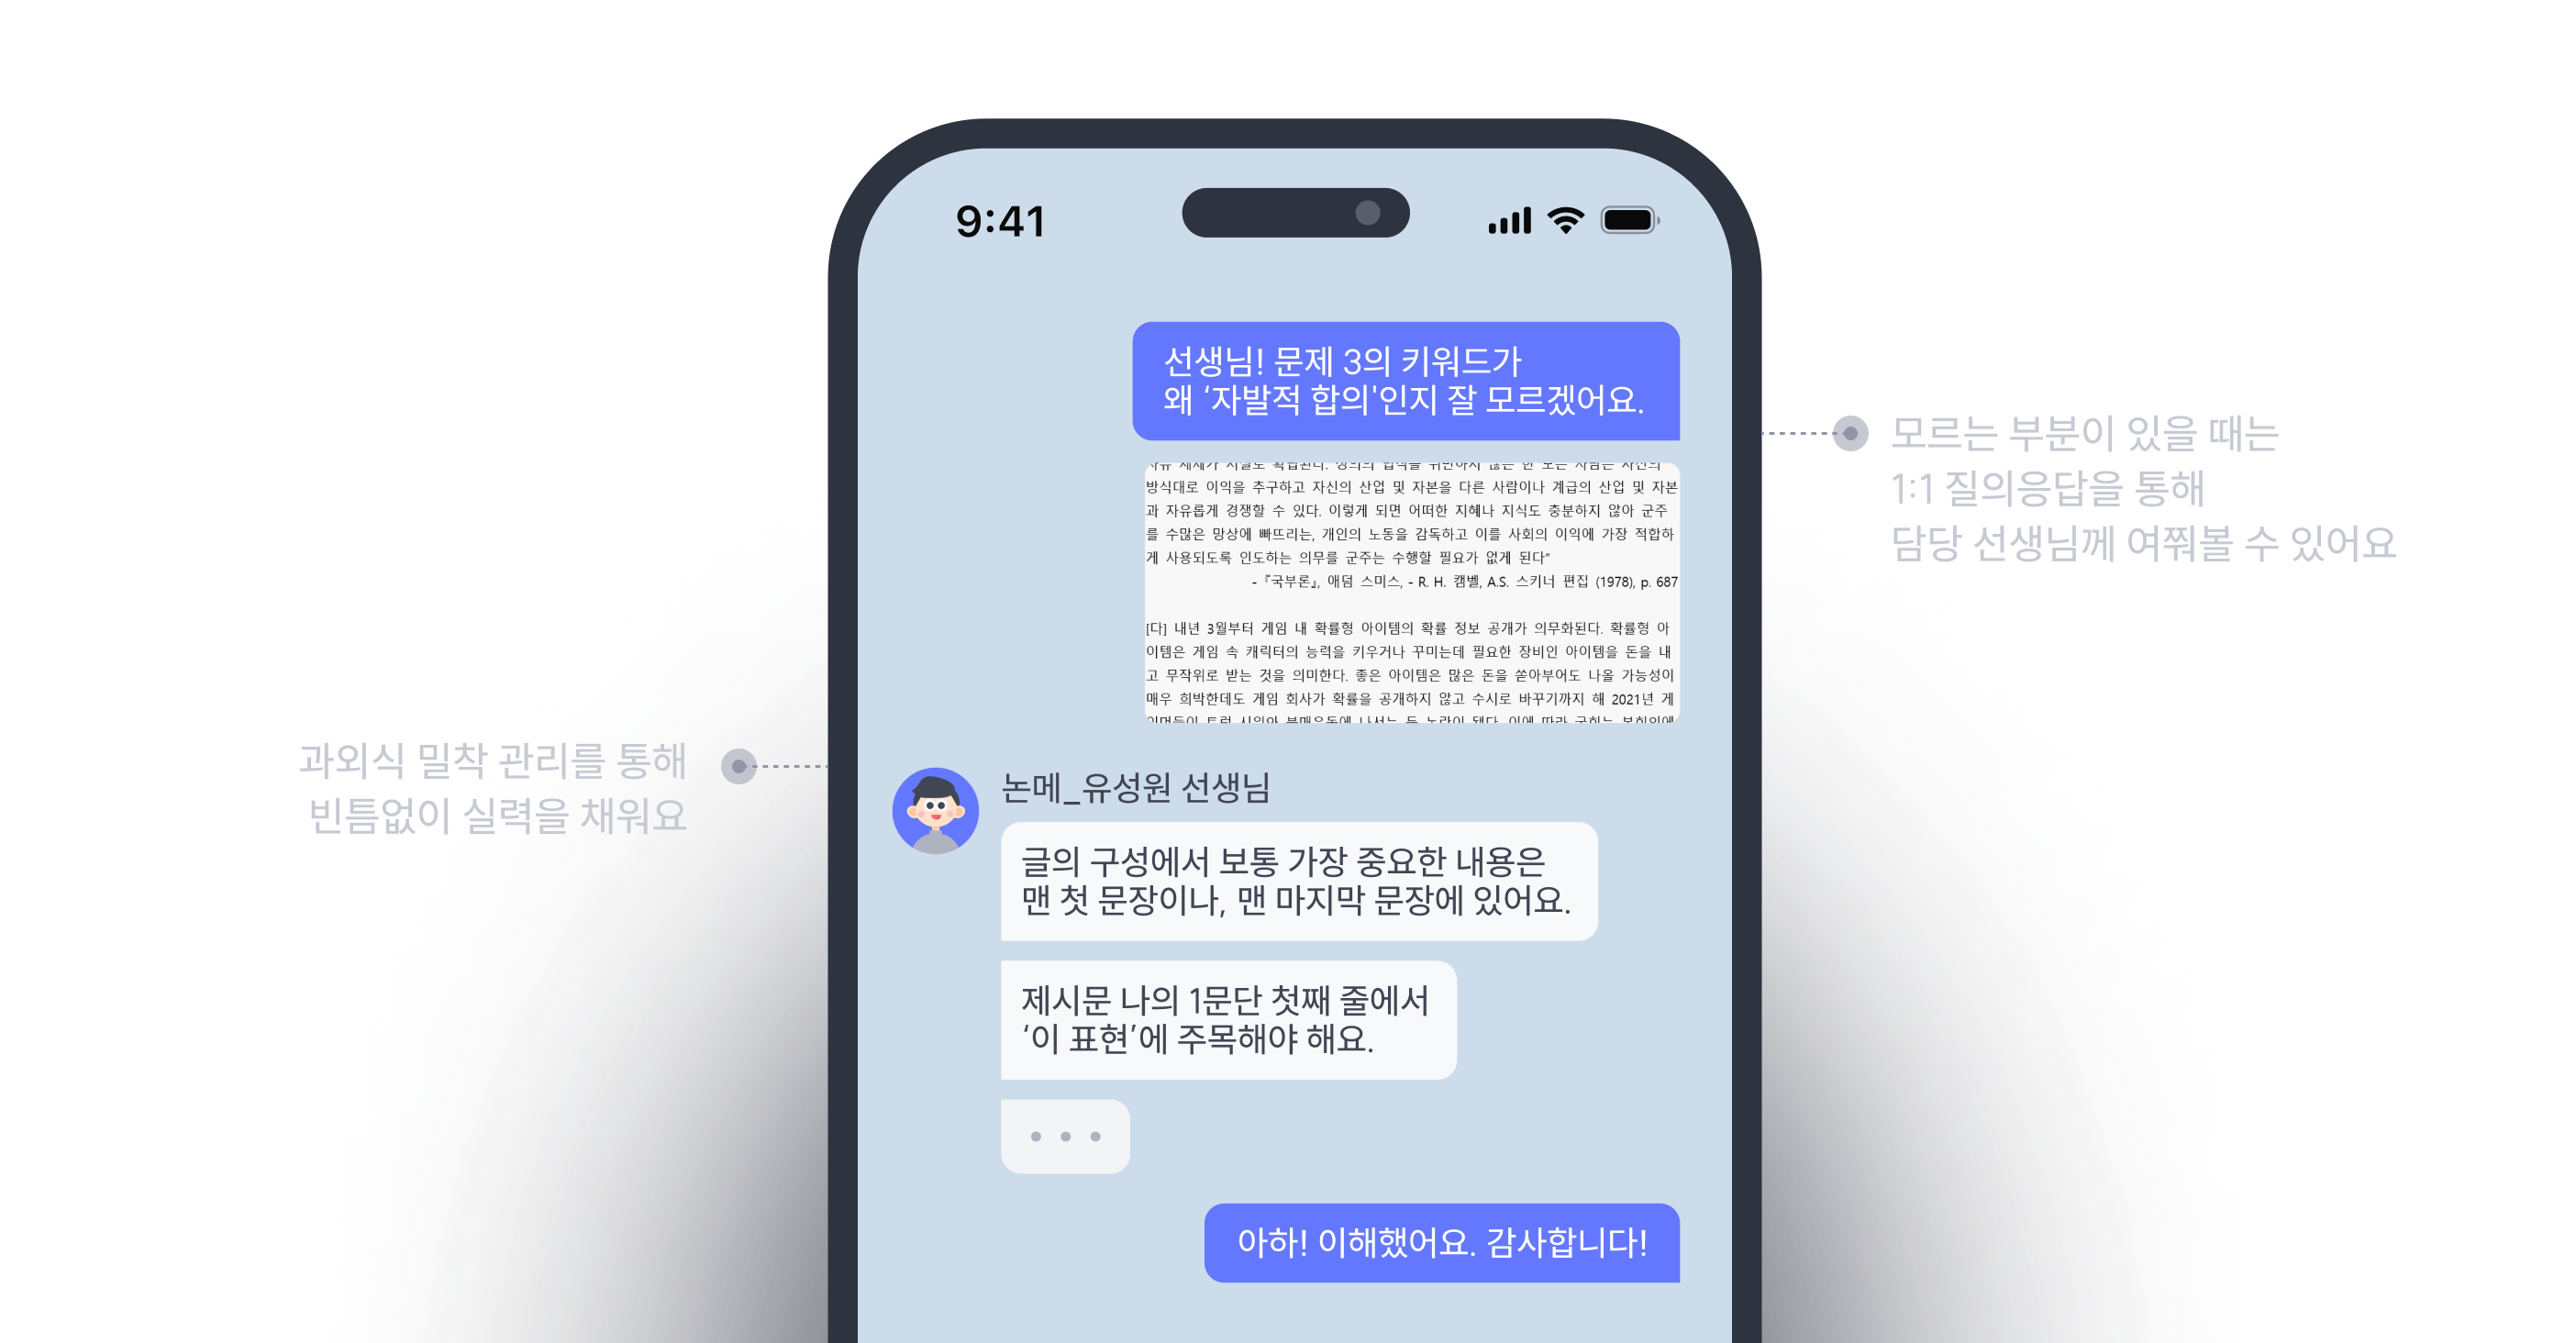 9:41
선생님! 문제 3의 키워드가
왜 ‘자발적 합의'인지 잘 모르겠어요.
방식대로 이익을 추구하고 자신의 산업 및 자본을 다른 사람이나 계급의 산업 및 자본
과 자유롭게 경쟁할 수 있다. 이렇게 되면 어떠한 지혜나 지식도 충분하지 않아 군주
를 수많은 망상에 빠뜨리는, 개인의 노동을 감독하고 이를 사회의 이익에 가장 적합하
게 사용되도록 인도하는 의무를 군주는 수행할 필요가 없게 된다”
- 『국부론』, 애덤 스미스, - R. H. 캠벨, A.S. 스키너 편집 (1978), p. 687
[다] 내년 3월부터 게임 내 확률형 아이템의 확률 정보 공개가 의무화된다. 확률형 아
이템은 게임 속 캐릭터의 능력을 키우거나 꾸미는데 필요한 장비인 아이템을 돈을 내
고 무작위로 받는 것을 의미한다. 좋은 아이템은 많은 돈을 쏟아부어도 나올 가능성이
매우 희박한데도 게임 회사가 확률을 공개하지 않고 수시로 바꾸기까지 해 2021년 게
모르는 부분이 있을 때는
1:1 질의응답을 통해
담당 선생님께 여쭤볼 수 있어요
과외식 밀착 관리를 통해
빈틈없이 실력을 채워요
논메_유성원 선생님
글의 구성에서 보통 가장 중요한 내용은
맨 첫 문장이나, 맨 마지막 문장에 있어요.
제시문 나의 1문단 첫째 줄에서
‘이 표현’에 주목해야 해요.
아하! 이해했어요. 감사합니다!